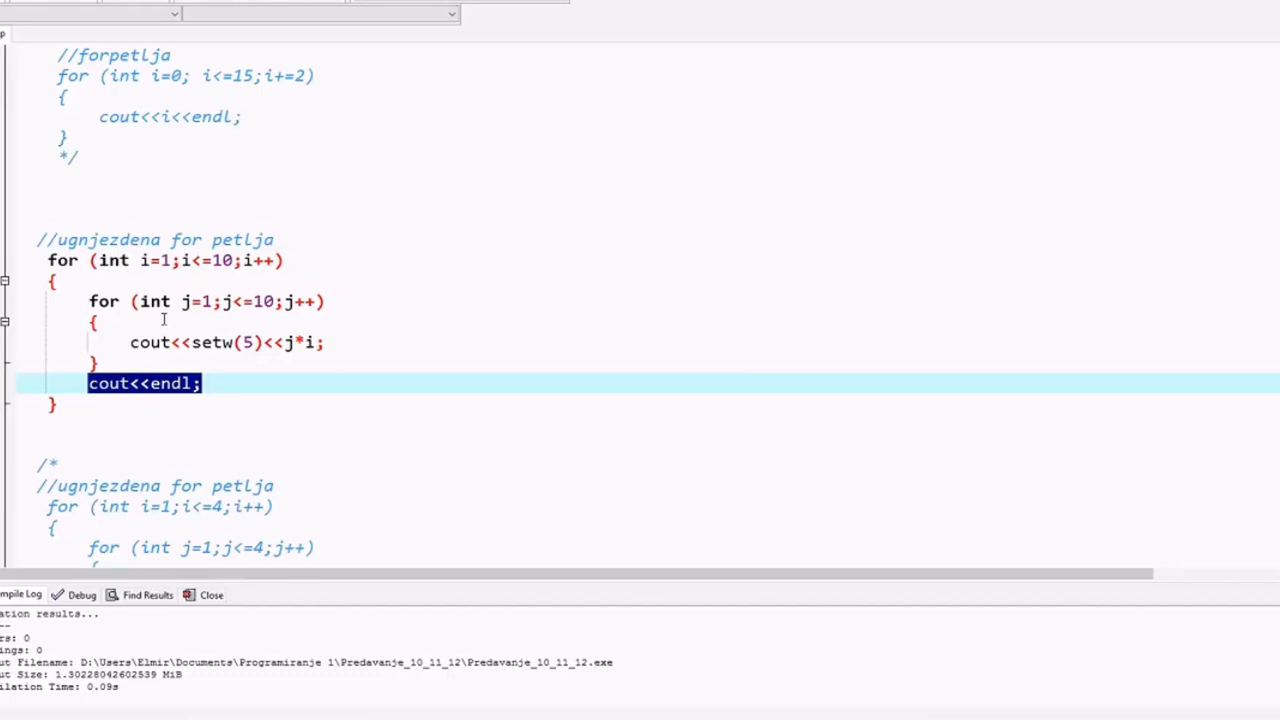 p
//forpetlja
for (int i=0; i<=15;i+=2)
{
cout<<i<<endl;
}
*/
//ugnjezdena for petlja
for (int i=1;i<=10;i++)
{
for (int j=1;j<=10;j++)
{
cout<<setw(5)<<j*i;
}
cout<<endl;
}
/*
//ugnjezdena for petlja
for (int i=1;i<=4;i++)
{
for (int j=1;j<=4;j++)
{
mpile Log Debug Find Results Close
ation results...
--
rs: 0
ings: 0
ut Filename: D:\Users\Elmir\Documents\Programiranje 1\Predavanje_10_11_12\Predavanje_10_11_12.exe
ut Size: 1.30228042602539 MiB
ilation Time: 0.09s